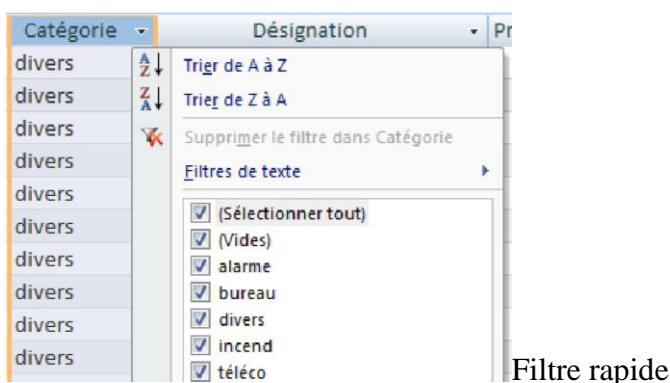 Catégorie Désignation Pr
divers
divers
divers
divers
divers
divers
divers
divers
divers
divers
Trier de A à Z
Trier de Z à A
Supprimer le filtre dans Catégorie
Filtres de texte
(Sélectionner tout)
(Vides)
alarme
bureau
divers
incend
téléco
Filtre rapide